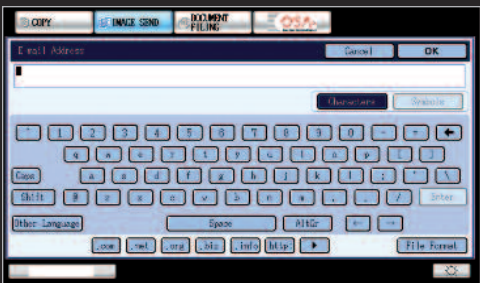 COPY IMAGE SEND DOCUMENT FILING OSA
E-mail Address Cancel OK
Characters Symbols
1 2 3 4 5 6 7 8 9 0 -
q w e r t y u i o p [ ]
Caps a s d f g h j k l ; ' \
Shift z x c v b n m , . / Enter
Other Language Space AltGr
.com .net .org .biz .info http: File Format